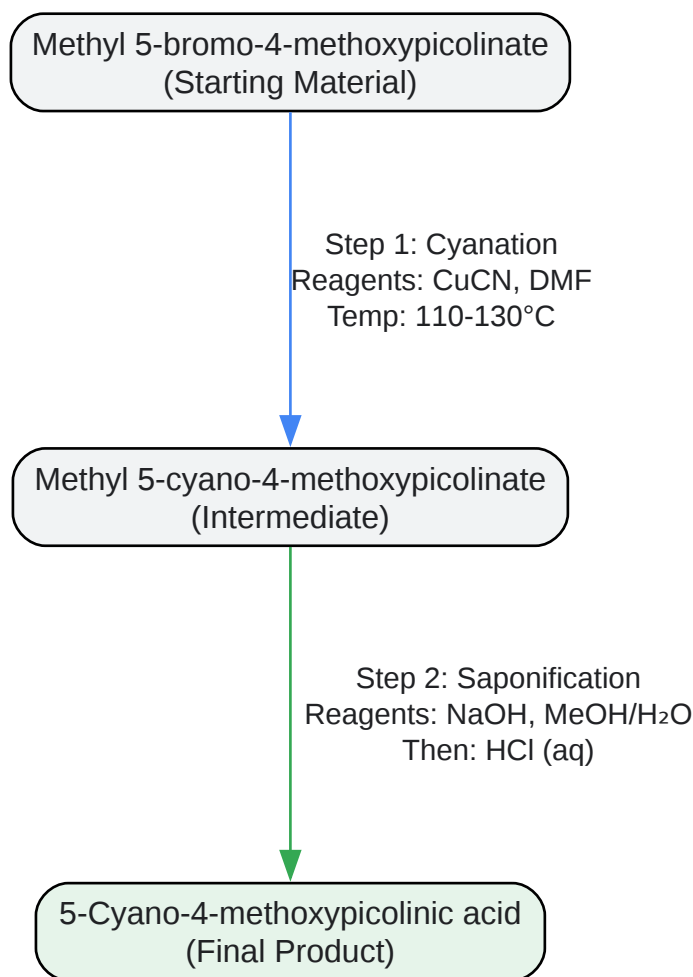 Methyl 5-bromo-4-methoxypicolinate
(Starting Material)
Step 1: Cyanation
Reagents: CuCN, DMF
Temp: 110-130°C
Methyl 5-cyano-4-methoxypicolinate
(Intermediate)
Step 2: Saponification
Reagents: NaOH, MeOH/H₂O
Then: HCl (aq)
5-Cyano-4-methoxypicolinic acid
(Final Product)